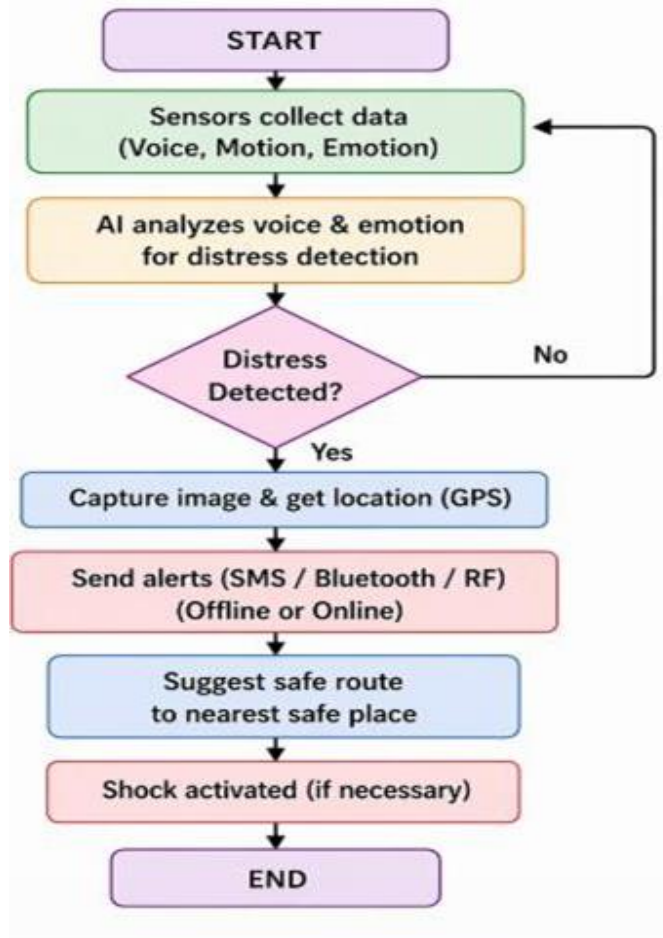 START
Sensors collect data
(Voice, Motion, Emotion)
AI analyzes voice & emotion
for distress detection
Distress
Detected?
No
Yes
Capture image & get location (GPS)
Send alerts (SMS / Bluetooth / RF)
(Offline or Online)
Suggest safe route
to nearest safe place
Shock activated (if necessary)
END